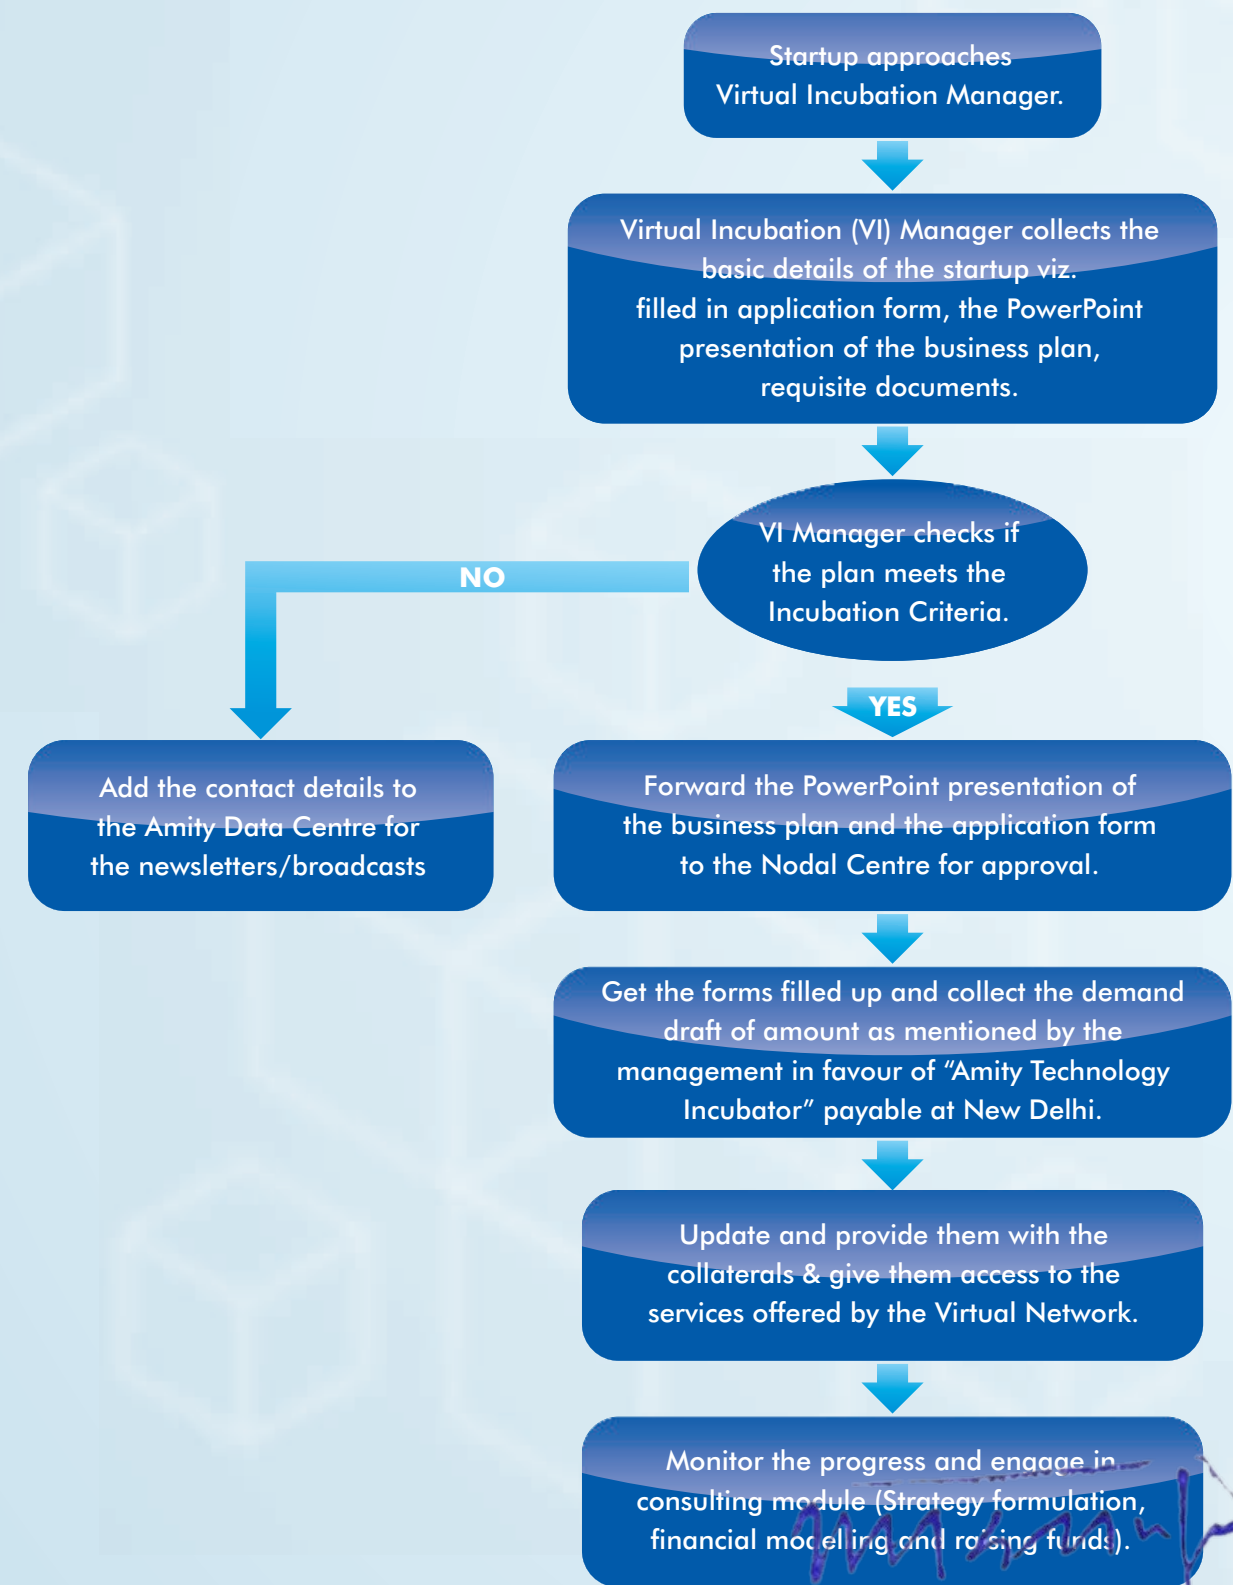 Startup approaches
Virtual Incubation Manager.
Virtual Incubation (VI) Manager collects the
basic details of the startup viz.
filled in application form, the PowerPoint
presentation of the business plan,
requisite documents.
VI Manager checks if
the plan meets the
Incubation Criteria.
NO
YES
Add the contact details to
the Amity Data Centre for
the newsletters/broadcasts
Forward the PowerPoint presentation of
the business plan and the application form
to the Nodal Centre for approval.
Get the forms filled up and collect the demand
draft of amount as mentioned by the
management in favour of “Amity Technology
Incubator” payable at New Delhi.
Update and provide them with the
collaterals & give them access to the
services offered by the Virtual Network.
Monitor the progress and engage in
consulting module (Strategy formulation,
financial modelling and raising funds).